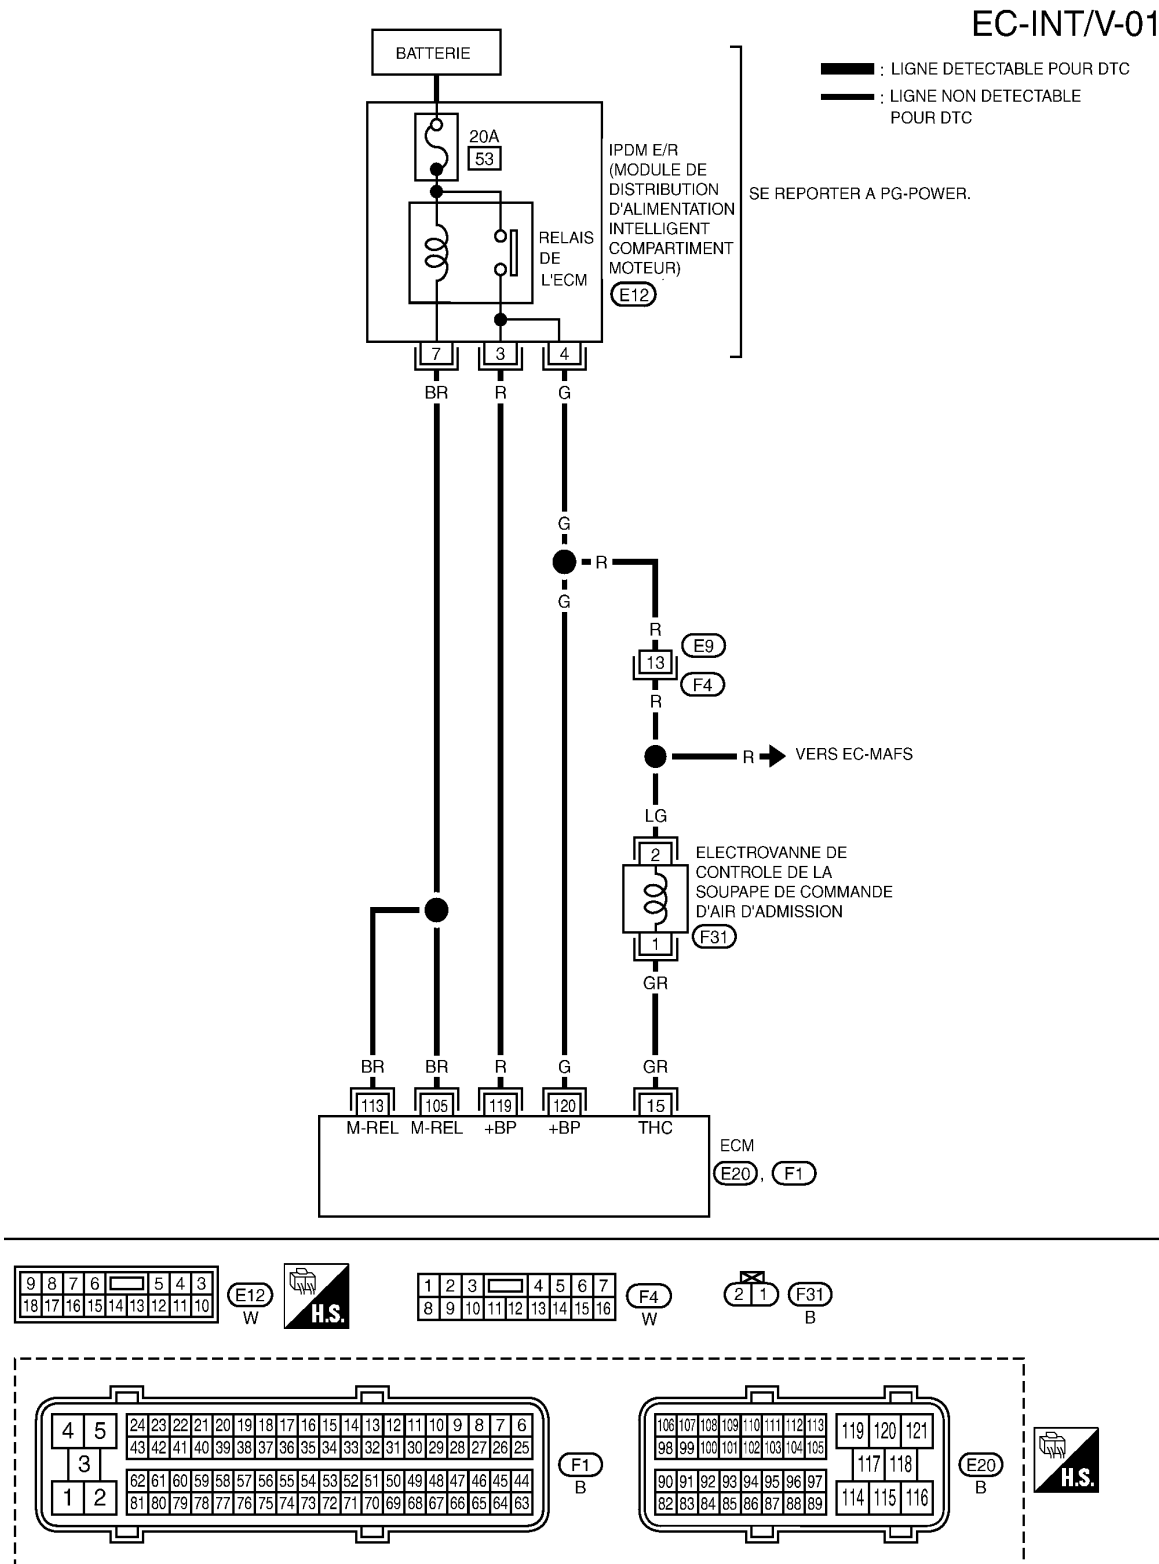 EC-INT/V-01
BATTERIE
: LIGNE DETECTABLE POUR DTC
: LIGNE NON DETECTABLE
POUR DTC
20A
53
IPDM E/R
(MODULE DE
DISTRIBUTION
D'ALIMENTATION
INTELLIGENT
COMPARTIMENT
MOTEUR)
E12
SE REPORTER A PG-POWER.
RELAIS
DE
L'ECM
7 3 4
BR R G
G
R
G
R
E9
13
F4
R
R
VERS EC-MAFS
LG
2
ELECTROVANNE DE
CONTROLE DE LA
SOUPAPE DE COMMANDE
D'AIR D'ADMISSION
F31
1
GR
BR BR R G GR
113 105 119 120 15
M-REL M-REL +BP +BP THC
ECM
E20, F1
9 8 7 6 5 4 3
18 17 16 15 14 13 12 11 10
E12
W
H.S.
1 2 3 4 5 6 7
8 9 10 11 12 13 14 15 16
F4
W
2 1
F31
B
4 5
3
1 2
24 23 22 21 20 19 18 17 16 15 14 13 12 11 10 9 8 7 6
43 42 41 40 39 38 37 36 35 34 33 32 31 30 29 28 27 26 25
62 61 60 59 58 57 56 55 54 53 52 51 50 49 48 47 46 45 44
81 80 79 78 77 76 75 74 73 72 71 70 69 68 67 66 65 64 63
F1
B
106 107 108 109 110 111 112 113
98 99 100 101 102 103 104 105
90 91 92 93 94 95 96 97
82 83 84 85 86 87 88 89
119 120 121
117 118
114 115 116
E20
B
H.S.